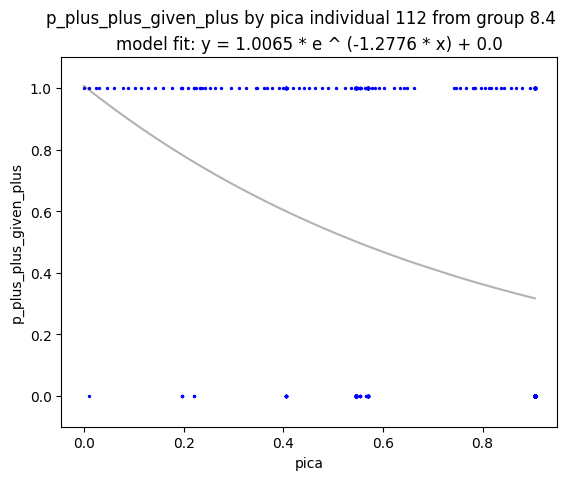 p_plus_plus_given_plus by pica individual 112 from group 8.4
model fit: y = 1.0065 * e ^ (-1.2776 * x) + 0.0
1.0
0.8
0.6
0.4
0.2
0.0
p_plus_plus_given_plus
0.0 0.2 0.4 0.6 0.8
pica